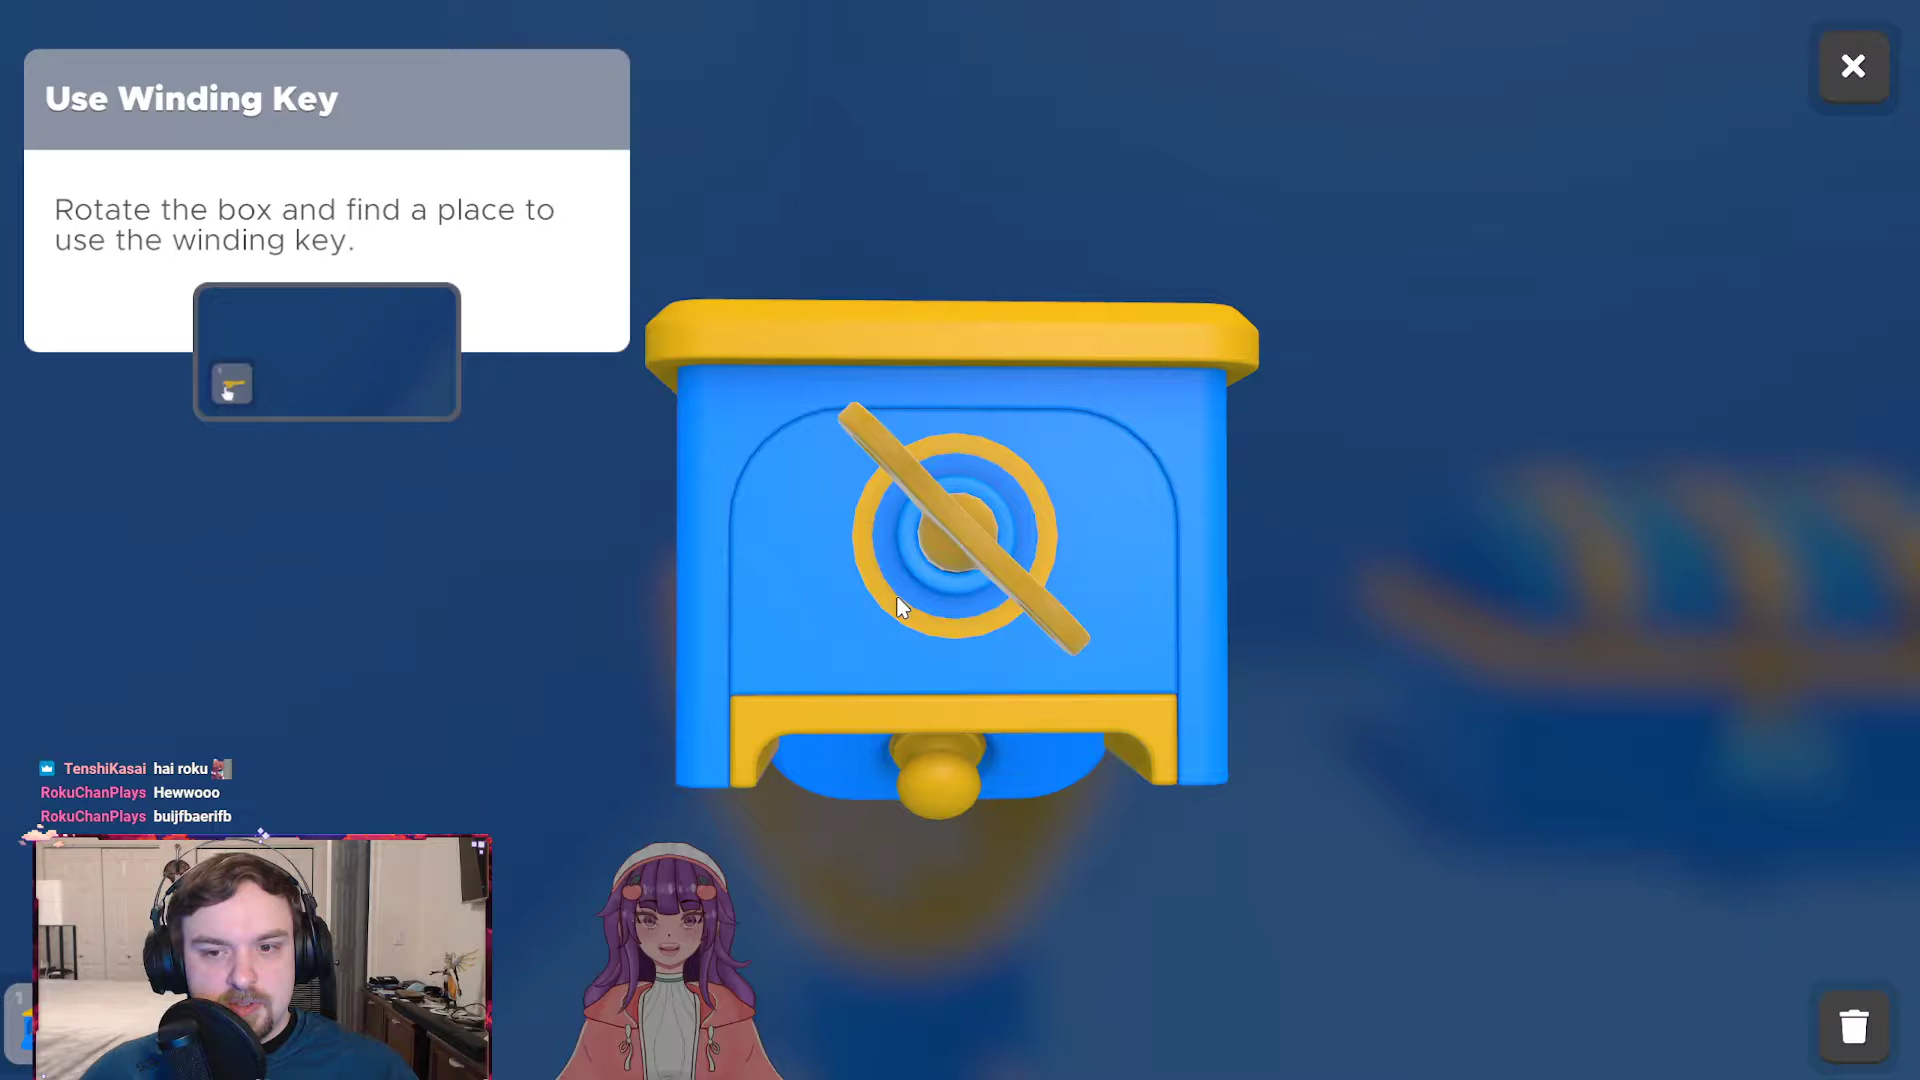 Use Winding Key
Rotate the box and find a place to
use the winding key.
TenshiKasai hai roku
RokuChanPlays Hewwooo
RokuChanPlays buijfbaerifb
1